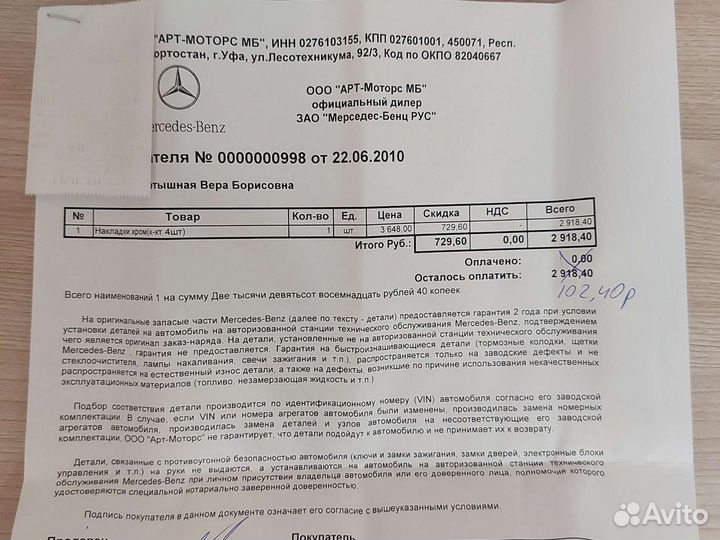 "АРТ-МОТОРС МБ", ИНН 0276103155, КПП 027601001, 450071, Респ.
ортостан, г.Уфа, ул.Лесотехникума, 92/3, Код по ОКПО 82040667
ООО "АРТ-Моторс МБ"
официальный дилер
ЗАО "Мерседес-Бенц РУС"
ercedes-Benz
ателя № 0000000998 от 22.06.2010
ртышная Вера Борисовна
№ Товар Кол-во Ед. Цена Скидка НДС Всего
1 Накладки хром(к-кт 4шт) 1 шт. 3 648,00 729,60 - 2 918,40
Итого Руб.: 729,60 0,00 2 918,40
Оплачено: 0,00
Осталось оплатить: 2 918,40
102,40р
Всего наименований 1 на сумму Две тысячи девятьсот восемнадцать рублей 40 копеек
На оригинальные запасые части Mercedes-Benz (далее по тексту - детали) предоставляется гарантия 2 года при условии
установки деталей на автомобиль на авторизованной станции технического обслуживания Mercedes-Benz, подтверждением
чего является оригинал заказ-наряда. На детали, установленные не на авторизованной станции технического обслуживания
Mercedes-Benz , гарантия не предоставляется. Гарантия на быстроизнашивающиеся детали (тормозные колодки, щетки
стеклоочистителя, лампы накаливания, свечи зажигания и т.п.), распространяется только на заводские дефекты и не
распространяется на естественный износ детали, а также на дефекты, возникшие по причине использования некачественных
эксплуатационных материалов (топливо, незамерзающая жидкость и т.п.)
Подбор соответствия детали производится по идентификационному номеру (VIN) автомобиля согласно его заводской
комплектации. В случае, если VIN или номера агрегатов автомобиля были изменены, производилась замена номерных
агрегатов автомобиля, производилась замена деталей и узлов автомобиля на несоответствующие его заводской
комплектации, ООО "Арт-Моторс" не гарантирует, что детали подойдут к автомобилю и не принимает их к возврату.
Детали, связанные с противоугонной безопасностью автомобиля (ключи и замки зажигания, замки дверей, электронные блоки
управления и т.п.) на руки не выдаются, а устанавливаются на автомобиль на авторизованной станции технического
обслуживания Mercedes-Benz при личном присутствии владельца автомобиля или его доверенного лица, полномочия которого
удостоверяются специальной нотариально заверенной доверенностью.
Подпись покупателя в данном документе означает его согласие с вышеуказанными условиями.
Продавец Покупатель
Avito